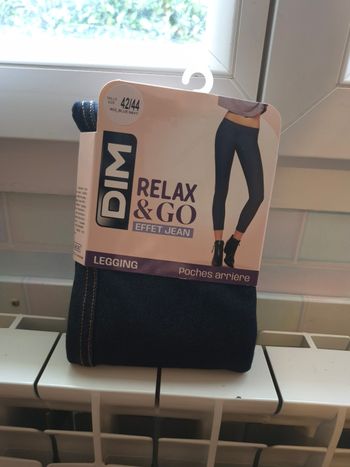 42/44
DIM
RELAX
& GO
EFFET JEAN
LEGGING
Poches arrière